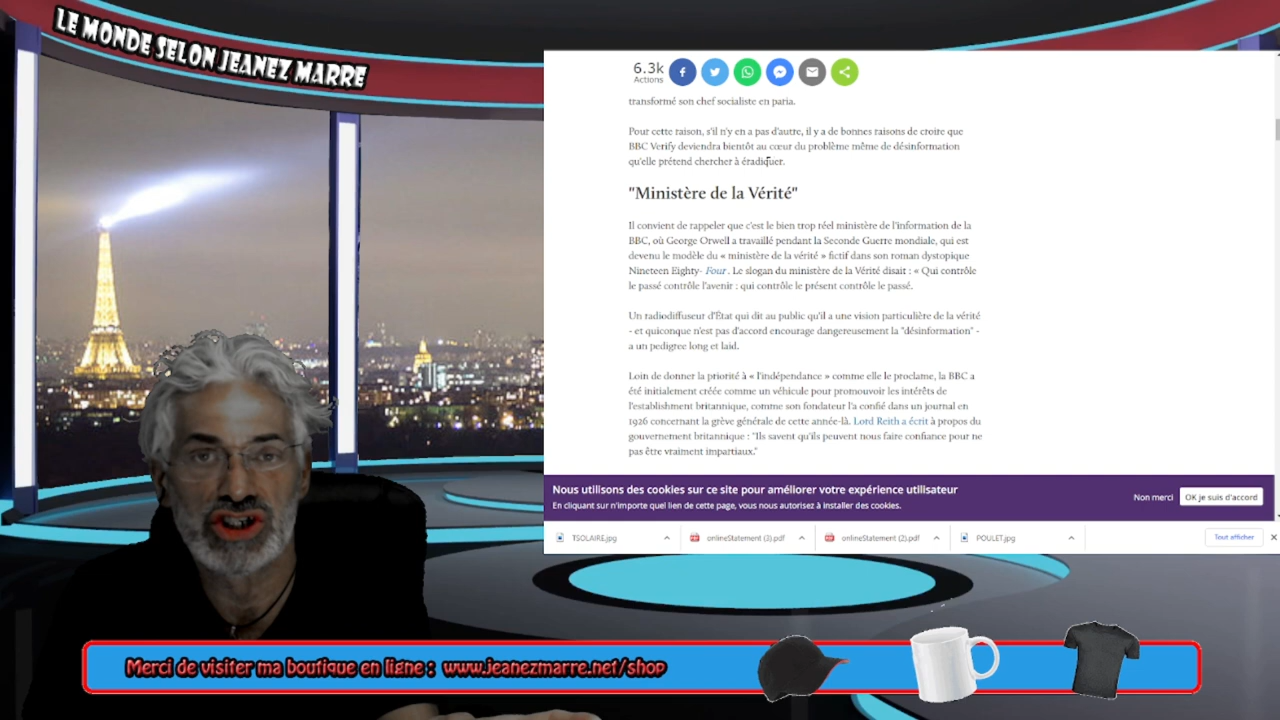 LE MONDE SELON JEANEZ MARRE
6.3k
Actions
transformé son chef socialiste en paria.
Pour cette raison, s'il n'y en a pas d'autre, il y a de bonnes raisons de croire que
BBC Verify deviendra bientôt au cœur du problème même de désinformation
qu'elle prétend chercher à éradiquer.
"Ministère de la Vérité"
Il convient de rappeler que c'est le bien trop réel ministère de l'information de la
BBC, où George Orwell a travaillé pendant la Seconde Guerre mondiale, qui est
devenu le modèle du « ministère de la vérité » fictif dans son roman dystopique
Nineteen Eighty- Four . Le slogan du ministère de la Vérité disait : « Qui contrôle
le passé contrôle l'avenir : qui contrôle le présent contrôle le passé.
Un radiodiffuseur d'État qui dit au public qu'il a une vision particulière de la vérité
- et quiconque n'est pas d'accord encourage dangereusement la "désinformation" -
a un pedigree long et laid.
Loin de donner la priorité à « l'indépendance » comme elle le proclame, la BBC a
été initialement créée comme un véhicule pour promouvoir les intérêts de
l'establishment britannique, comme son fondateur l'a confié dans un journal en
1926 concernant la grève générale de cette année-là. Lord Reith a écrit à propos du
gouvernement britannique : "Ils savent qu'ils peuvent nous faire confiance pour ne
pas être vraiment impartiaux."
Nous utilisons des cookies sur ce site pour améliorer votre expérience utilisateur
En cliquant sur n'importe quel lien de cette page, vous nous autorisez à installer des cookies.
Non merci
OK je suis d'accord
TSOLAIRE.jpg
onlineStatement (3).pdf
onlineStatement (2).pdf
POULET.jpg
Tout afficher
Merci de visiter ma boutique en ligne : www.jeanezmarre.net/shop